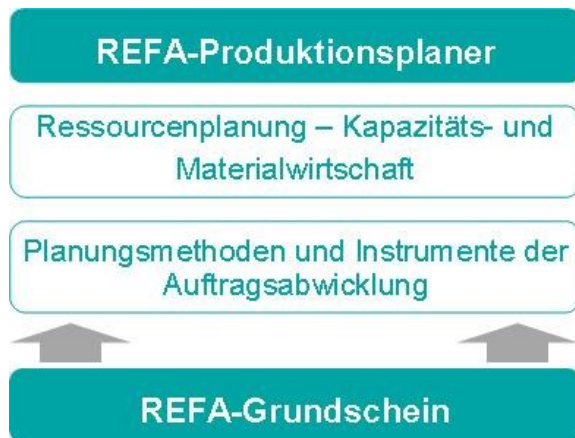 REFA-Produktionsplaner
Ressourcenplanung – Kapazitäts- und
Materialwirtschaft
Planungsmethoden und Instrumente der
Auftragsabwicklung
REFA-Grundschein